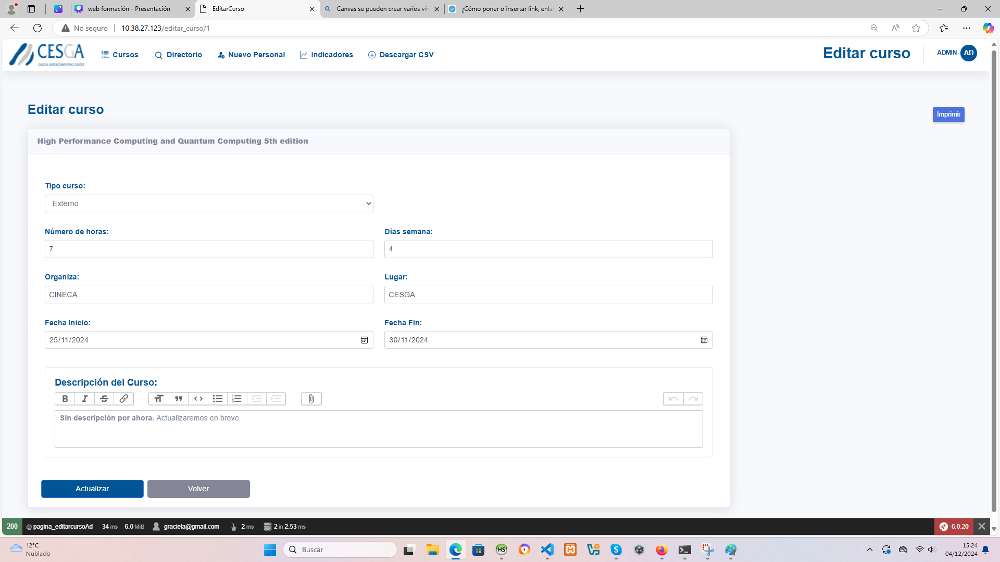 web formación - Presentación
EditarCurso
Canvas se pueden crear varios vín
¿Cómo poner o insertar link, enla
No seguro
10.38.27.123/editar_curso/1
CESGA
GALICIA SUPERCOMPUTING CENTER
Cursos
Directorio
Nuevo Personal
Indicadores
Descargar CSV
Editar curso
ADMIN
AD
Editar curso
Imprimir
High Performance Computing and Quantum Computing 5th edition
Tipo curso:
Externo
Número de horas:
Días semana:
7
4
Organiza:
Lugar:
CINECA
CESGA
Fecha Inicio:
Fecha Fin:
25/11/2024
30/11/2024
Descripción del Curso:
Sin descripción por ahora. Actualizaremos en breve.
Actualizar
Volver
200
@ pagina_editarcursoAd
34 ms
6.0 MiB
graciela@gmail.com
2 ms
2 in 2.53 ms
6.0.20
12°C
Nublado
Buscar
15:24
04/12/2024